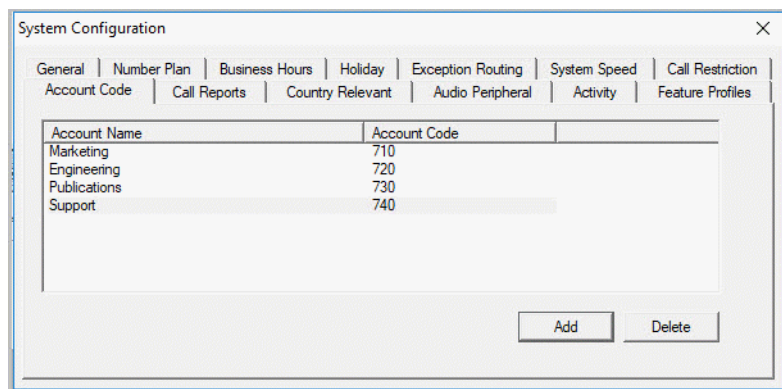 System Configuration
General Number Plan Business Hours Holiday Exception Routing System Speed Call Restriction
Account Code Call Reports Country Relevant Audio Peripheral Activity Feature Profiles
Account Name Account Code
Marketing 710
Engineering 720
Publications 730
Support 740
Add Delete